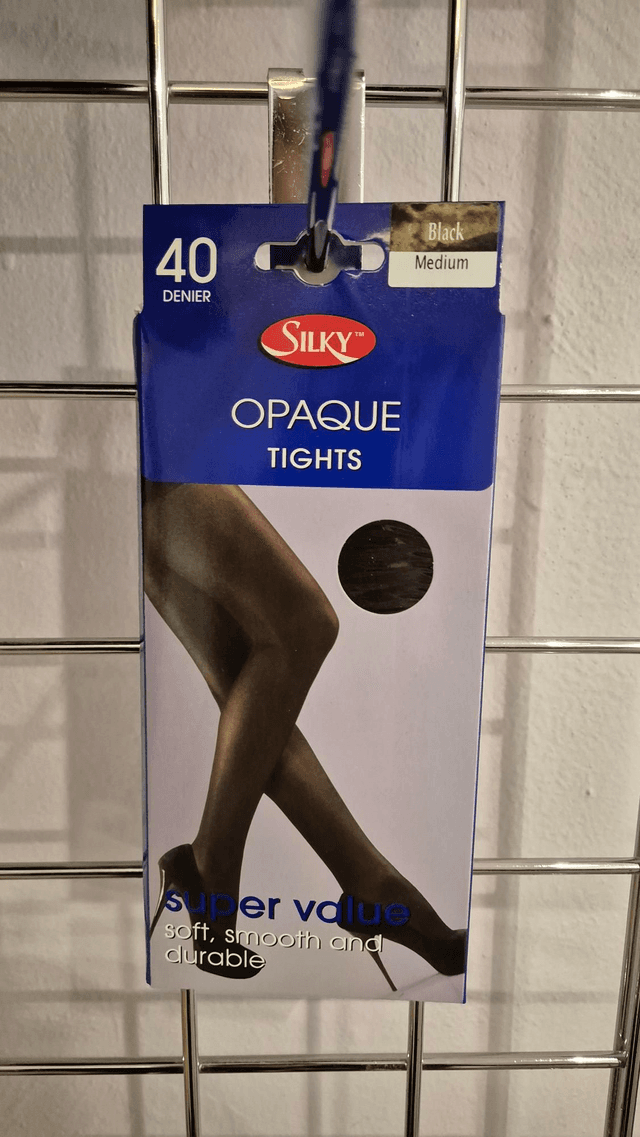 40
DENIER
Black
Medium
SILKY™
OPAQUE
TIGHTS
super value
soft, smooth and
durable